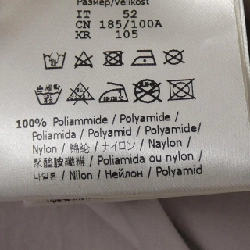 Размер/Velikost
IT 52
CN 185/100A
KR 105
100% Poliammide / Polyamide /
Poliamida / Polyamid / Polyamide/
Nylon / 錦綸 / ナイロン / Naylon /
聚醯胺纖維 / Poliamida ou nylon /
나일론 / Nilon / Нейлон / Polyamid